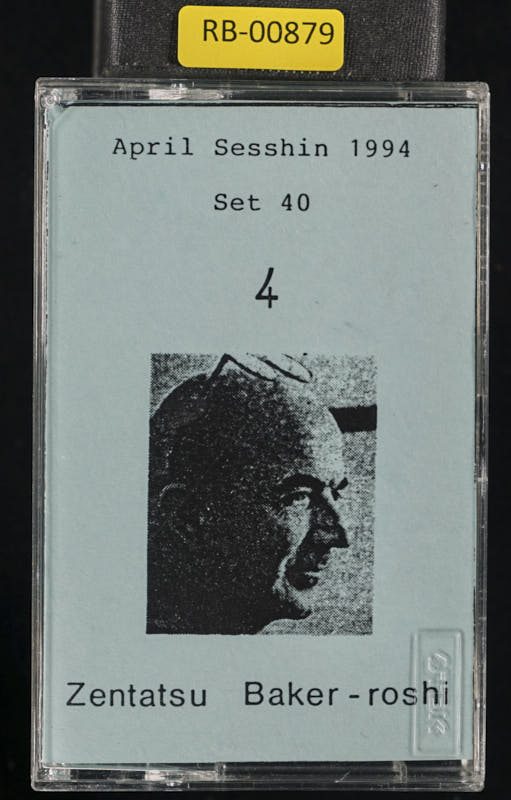 RB-00879
April Sesshin 1994
Set 40
4
Zentatsu Baker-roshi